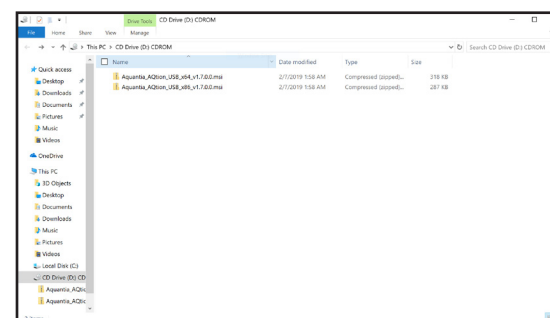 Drive Tools CD Drive (D:) CDROM
File Home Share View Manage
This PC > CD Drive (D:) CDROM
Search CD Drive (D:) CDROM
Name Date modified Type Size
Aquantia_AQtion_USB_x64_v1.7.0.0.msi 2/7/2019 1:58 AM Compressed (zipped)... 318 KB
Aquantia_AQtion_USB_x86_v1.7.0.0.msi 2/7/2019 1:58 AM Compressed (zipped)... 287 KB
Quick access
Desktop
Downloads
Documents
Pictures
Music
Videos
OneDrive
This PC
3D Objects
Desktop
Documents
Downloads
Music
Pictures
Videos
Local Disk (C:)
CD Drive (D:) CD
Aquantia_AQtic
Aquantia_AQtic